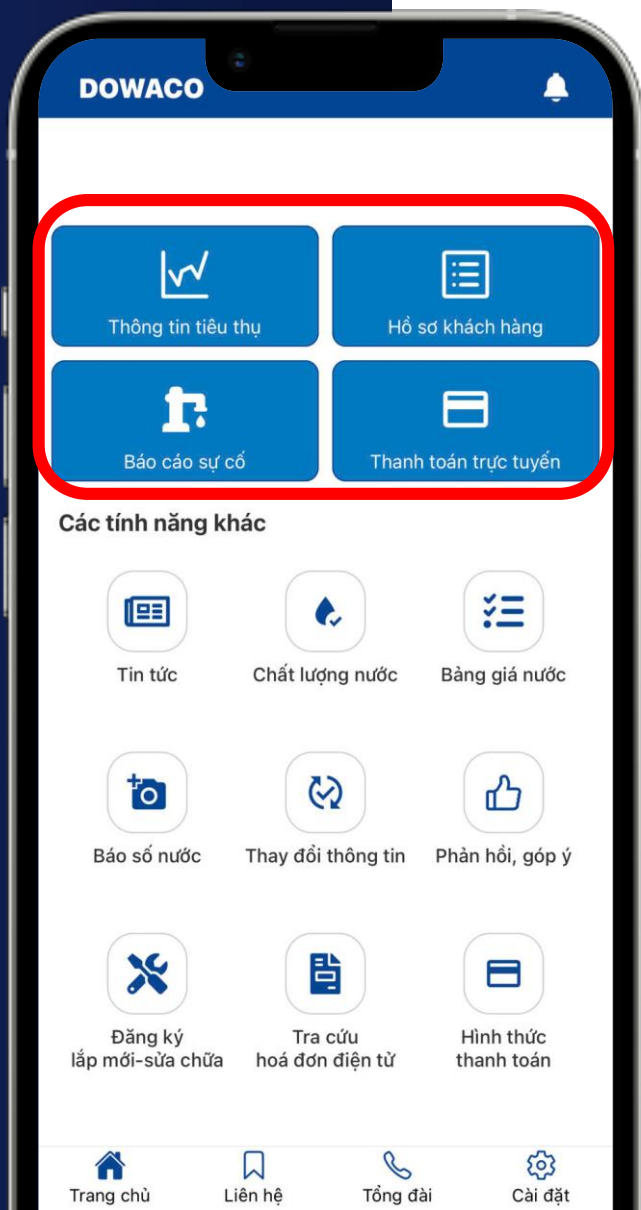 DOWACO
Thông tin tiêu thụ
Hồ sơ khách hàng
Báo cáo sự cố
Thanh toán trực tuyến
Các tính năng khác
Tin tức
Chất lượng nước
Bảng giá nước
Báo số nước
Thay đổi thông tin
Phản hồi, góp ý
Đăng ký
lắp mới-sửa chữa
Tra cứu
hoá đơn điện tử
Hình thức
thanh toán
Trang chủ
Liên hệ
Tổng đài
Cài đặt